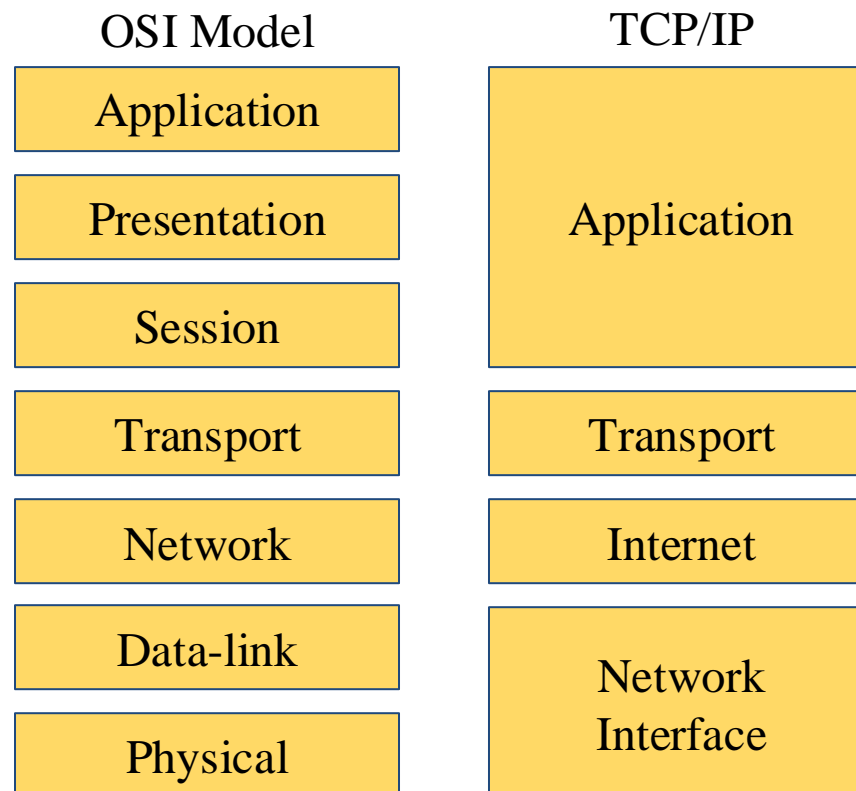 OSI Model
Application
Presentation
Session
Transport
Network
Data-link
Physical
TCP/IP
Application
Transport
Internet
Network
Interface